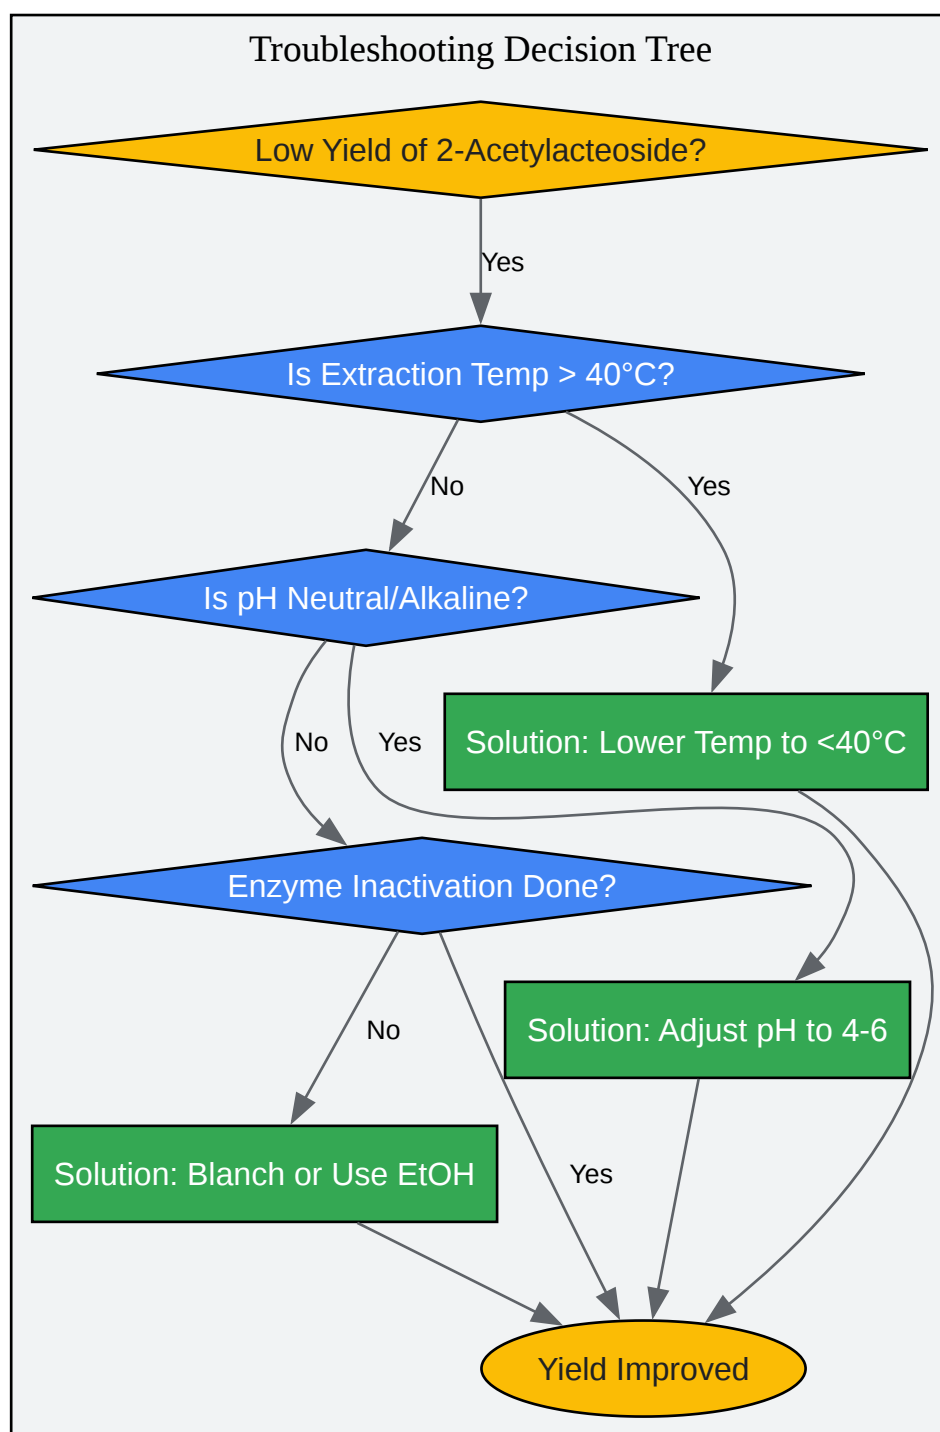 Troubleshooting Decision Tree
Low Yield of 2-Acetylacteoside?
Yes
Is Extraction Temp > 40°C?
No
Yes
Is pH Neutral/Alkaline?
No
Yes
Solution: Lower Temp to <40°C
Enzyme Inactivation Done?
No
Solution: Adjust pH to 4-6
Solution: Blanch or Use EtOH
Yes
Yield Improved